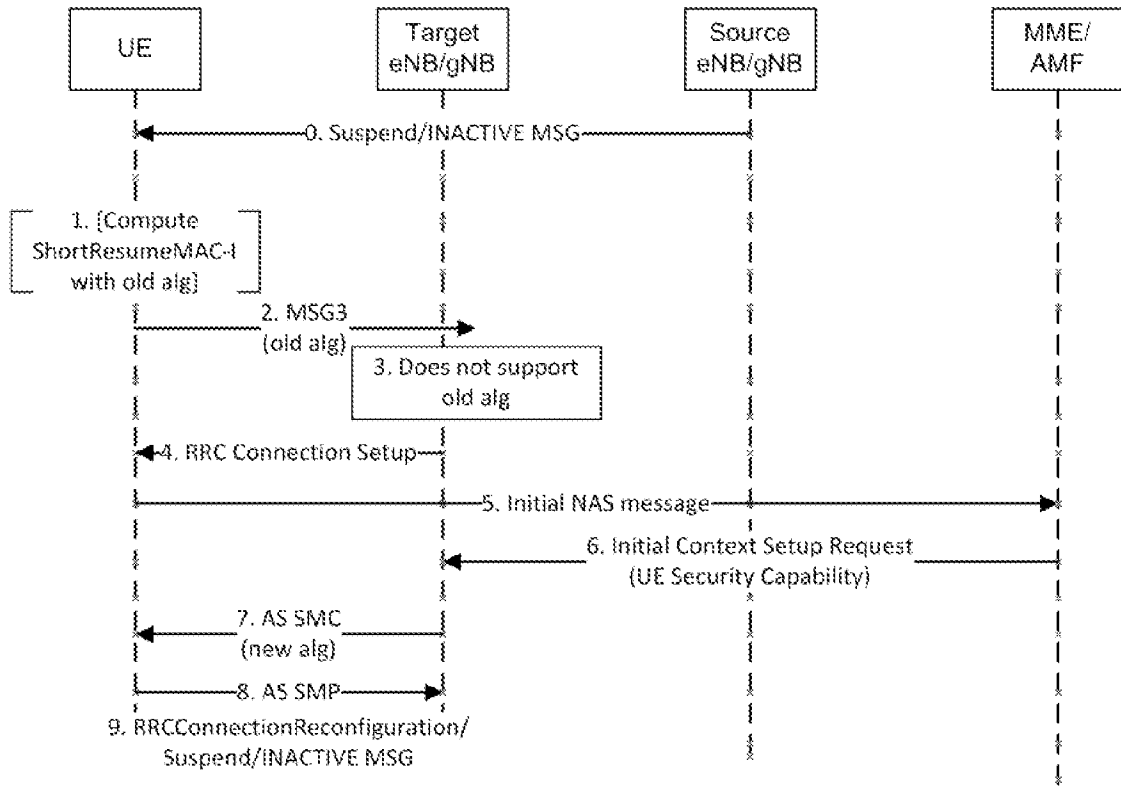 UE
Target
eNB/gNB
Source
eNB/gNB
MME/
AMF
0. Suspend/INACTIVE MSG
1. [Compute
ShortResumeMAC-I
with old alg]
2. MSG3
(old alg)
3. Does not support
old alg
4. RRC Connection Setup
5. Initial NAS message
6. Initial Context Setup Request
(UE Security Capability)
7. AS SMC
(new alg)
8. AS SMP
9. RRCConnectionReconfiguration/
Suspend/INACTIVE MSG